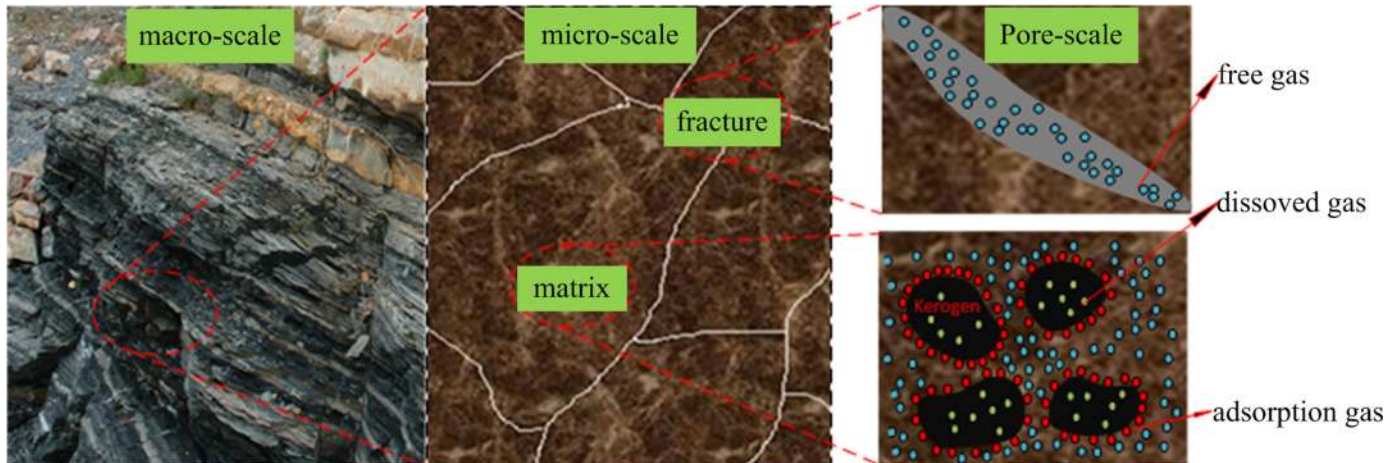 macro-scale
micro-scale
Pore-scale
free gas
fracture
dissoved gas
matrix
Kerogen
adsorption gas